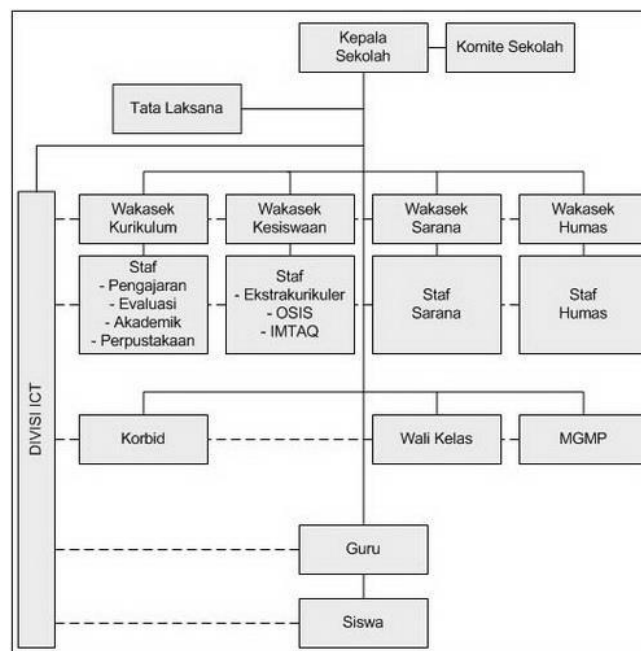 Kepala
Sekolah
Komite Sekolah
Tata Laksana
DIVISI ICT
Wakasek
Kurikulum
Wakasek
Kesiswaan
Wakasek
Sarana
Wakasek
Humas
Staf
- Pengajaran
- Evaluasi
- Akademik
- Perpustakaan
Staf
- Ekstrakurikuler
- OSIS
- IMTAQ
Staf
Sarana
Staf
Humas
Korbid
Wali Kelas
MGMP
Guru
Siswa